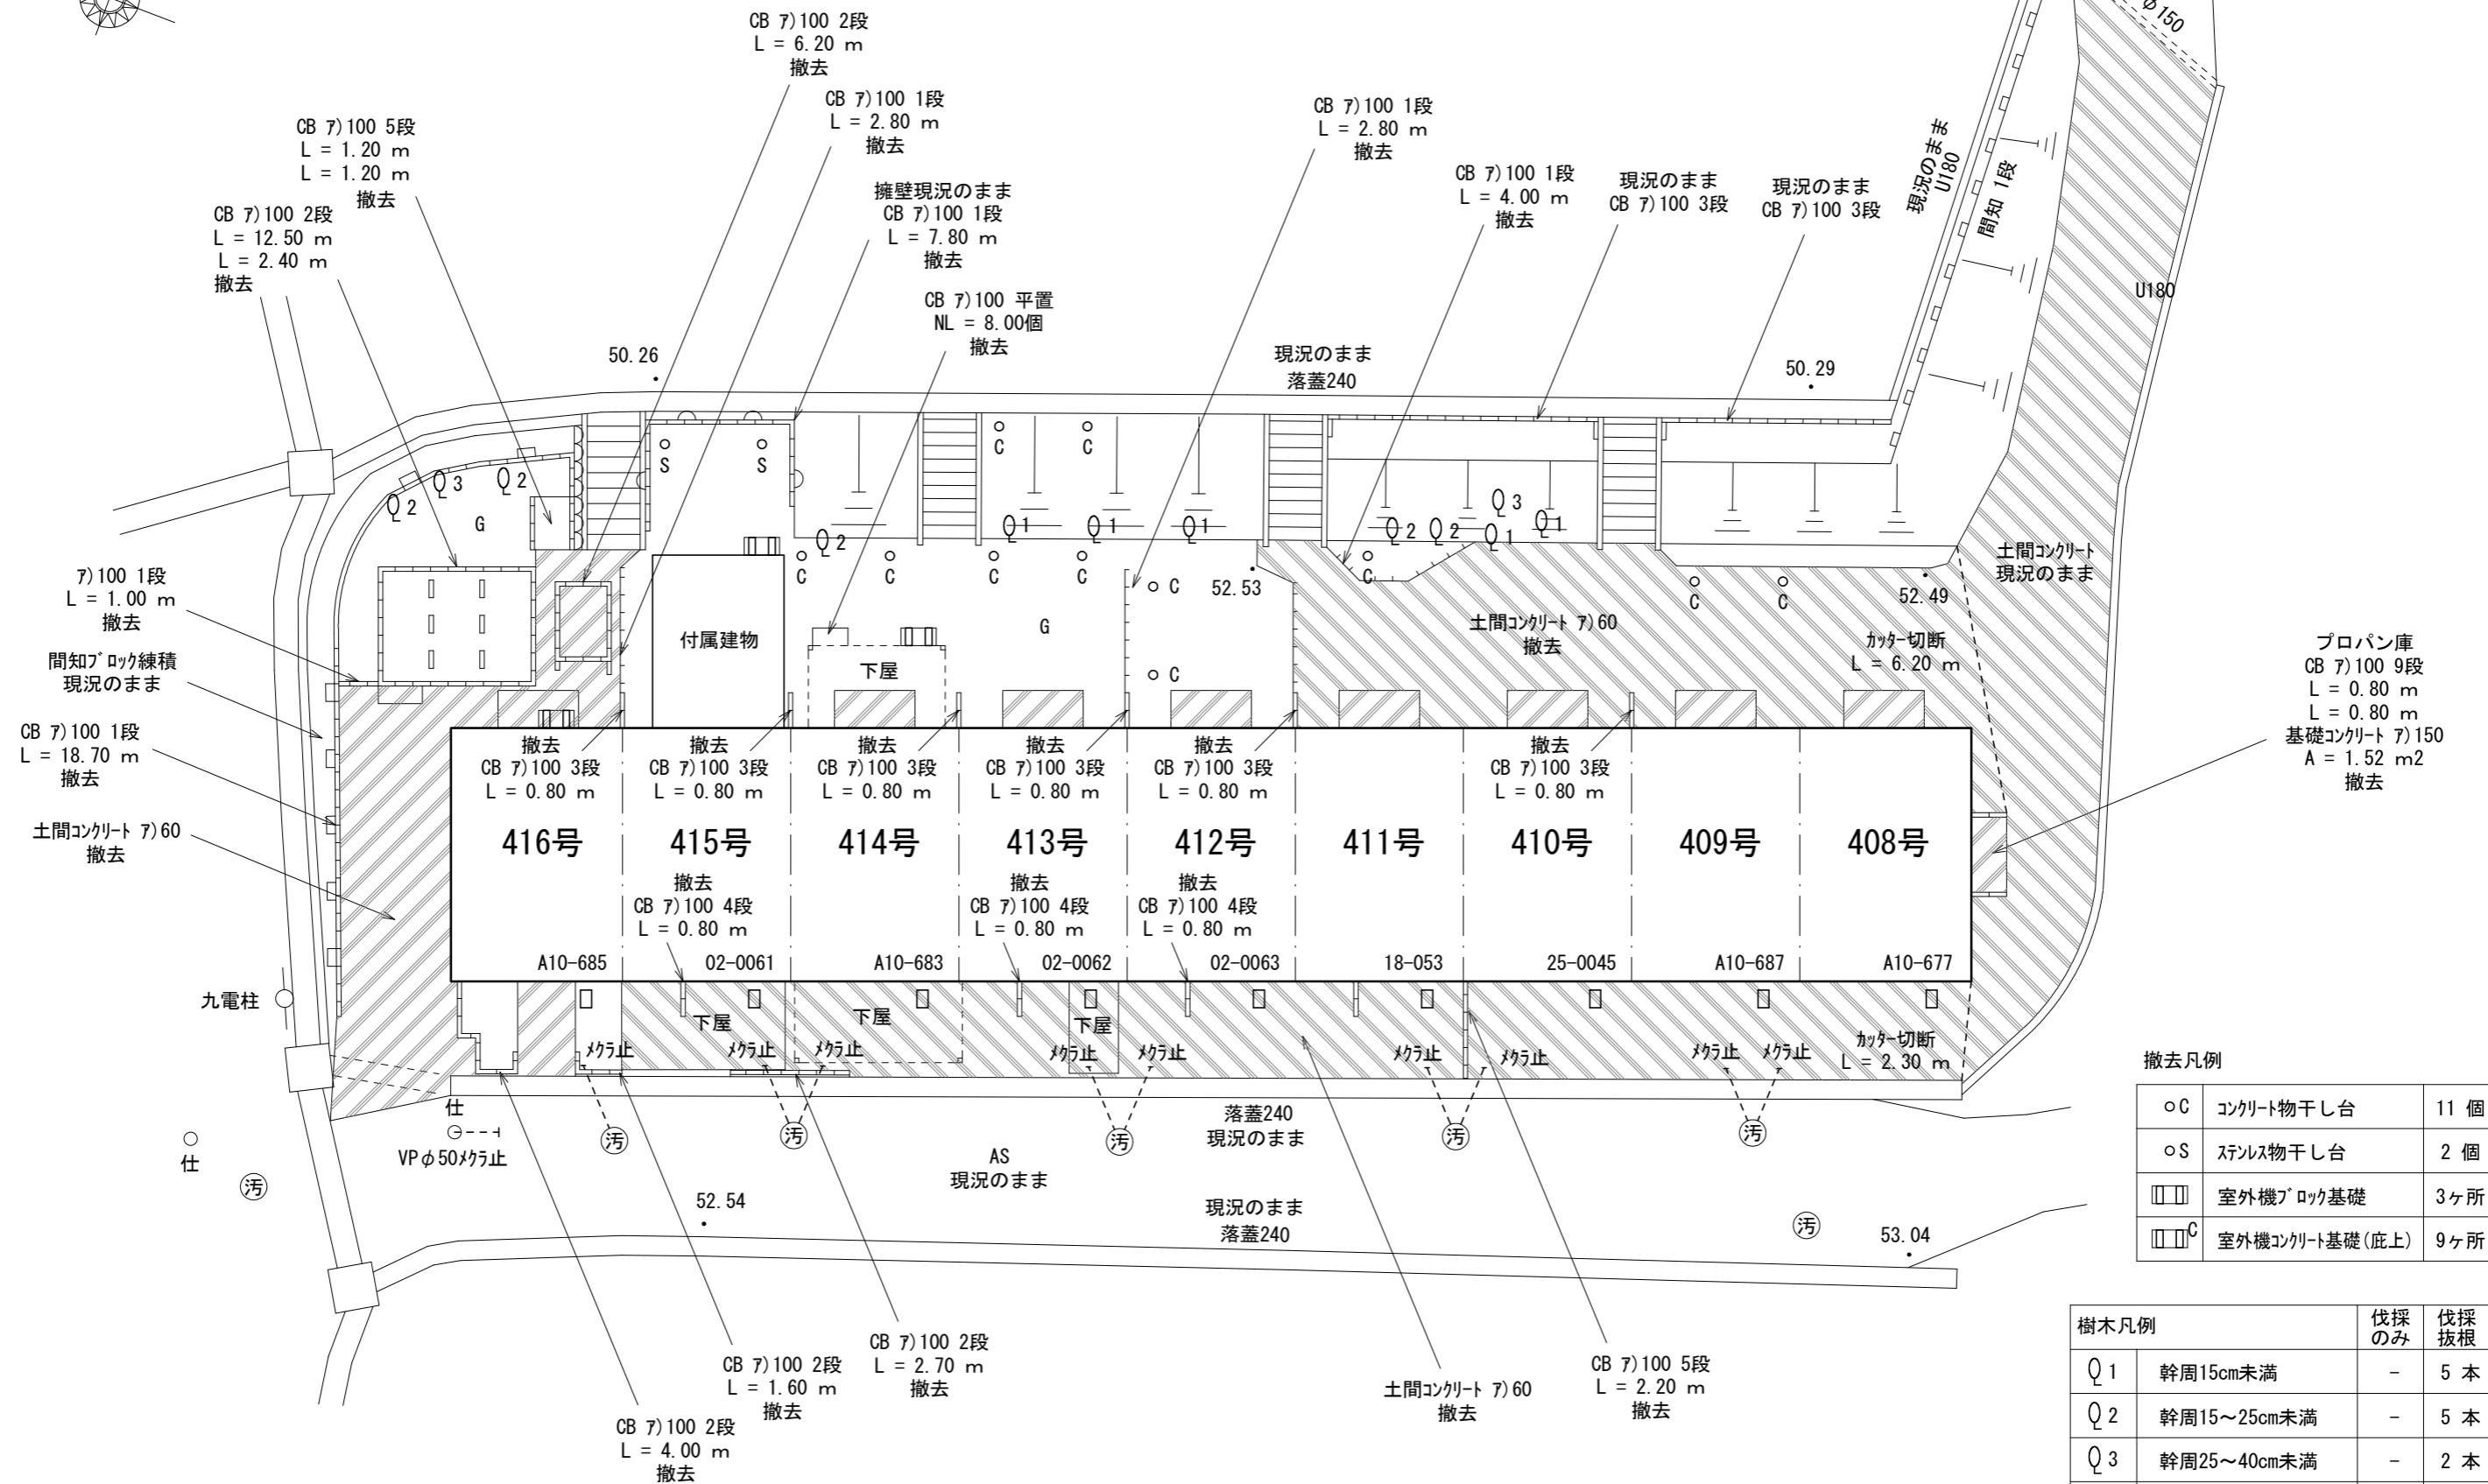 CB ｱ)100 2段
L = 6.20 m
撤去
φ150
CB ｱ)100 1段
L = 2.80 m
撤去
CB ｱ)100 5段
L = 1.20 m
L = 1.20 m
撤去
CB ｱ)100 1段
L = 2.80 m
撤去
CB ｱ)100 2段
L = 12.50 m
L = 2.40 m
撤去
擁壁現況のまま
CB ｱ)100 1段
L = 7.80 m
撤去
CB ｱ)100 1段
L = 4.00 m
撤去
現況のまま
CB ｱ)100 3段
現況のまま
CB ｱ)100 3段
現況のまま
U180
間知 1段
U180
CB ｱ)100 平置
NL = 8.00個
撤去
50.26
現況のまま
落蓋240
50.29
S
S
C
C
2
3
2
G
2
1
1
1
2
2
3
1
1
C
C
C
C
C
C
C
52.53
C
C
52.49
土間ｺﾝｸﾘｰﾄ
現況のまま
ｱ)100 1段
L = 1.00 m
撤去
付属建物
下屋
G
土間ｺﾝｸﾘｰﾄ ｱ)60
撤去
ｶｯﾀｰ切断
L = 6.20 m
間知ﾌﾞﾛｯｸ練積
現況のまま
プロパン庫
CB ｱ)100 9段
L = 0.80 m
L = 0.80 m
基礎ｺﾝｸﾘｰﾄ ｱ)150
A = 1.52 m2
撤去
CB ｱ)100 1段
L = 18.70 m
撤去
撤去
CB ｱ)100 3段
L = 0.80 m
撤去
CB ｱ)100 3段
L = 0.80 m
撤去
CB ｱ)100 3段
L = 0.80 m
撤去
CB ｱ)100 3段
L = 0.80 m
撤去
CB ｱ)100 3段
L = 0.80 m
撤去
CB ｱ)100 3段
L = 0.80 m
土間ｺﾝｸﾘｰﾄ ｱ)60
撤去
416号
415号
414号
413号
412号
411号
410号
409号
408号
撤去
CB ｱ)100 4段
L = 0.80 m
撤去
CB ｱ)100 4段
L = 0.80 m
撤去
CB ｱ)100 4段
L = 0.80 m
A10-685
02-0061
A10-683
02-0062
02-0063
18-053
25-0045
A10-687
A10-677
九電柱
下屋
下屋
下屋
ﾒｸﾗ止
ﾒｸﾗ止
ﾒｸﾗ止
ﾒｸﾗ止
ﾒｸﾗ止
ﾒｸﾗ止
ﾒｸﾗ止
ﾒｸﾗ止
ﾒｸﾗ止
ｶｯﾀｰ切断
L = 2.30 m
仕
VPφ50ﾒｸﾗ止
仕
汚
汚
汚
汚
汚
汚
落蓋240
現況のまま
AS
現況のまま
52.54
現況のまま
落蓋240
汚
53.04
CB ｱ)100 2段
L = 4.00 m
撤去
CB ｱ)100 2段
L = 1.60 m
撤去
CB ｱ)100 2段
L = 2.70 m
撤去
土間ｺﾝｸﾘｰﾄ ｱ)60
撤去
CB ｱ)100 5段
L = 2.20 m
撤去
撤去凡例
C ｺﾝｸﾘｰﾄ物干し台 11 個
S ｽﾃﾝﾚｽ物干し台 2 個
室外機ﾌﾞﾛｯｸ基礎 3ヶ所
C 室外機ｺﾝｸﾘｰﾄ基礎(庇上) 9ヶ所
樹木凡例 伐採のみ 伐採抜根
1 幹周15cm未満 - 5 本
2 幹周15～25cm未満 - 5 本
3 幹周25～40cm未満 - 2 本